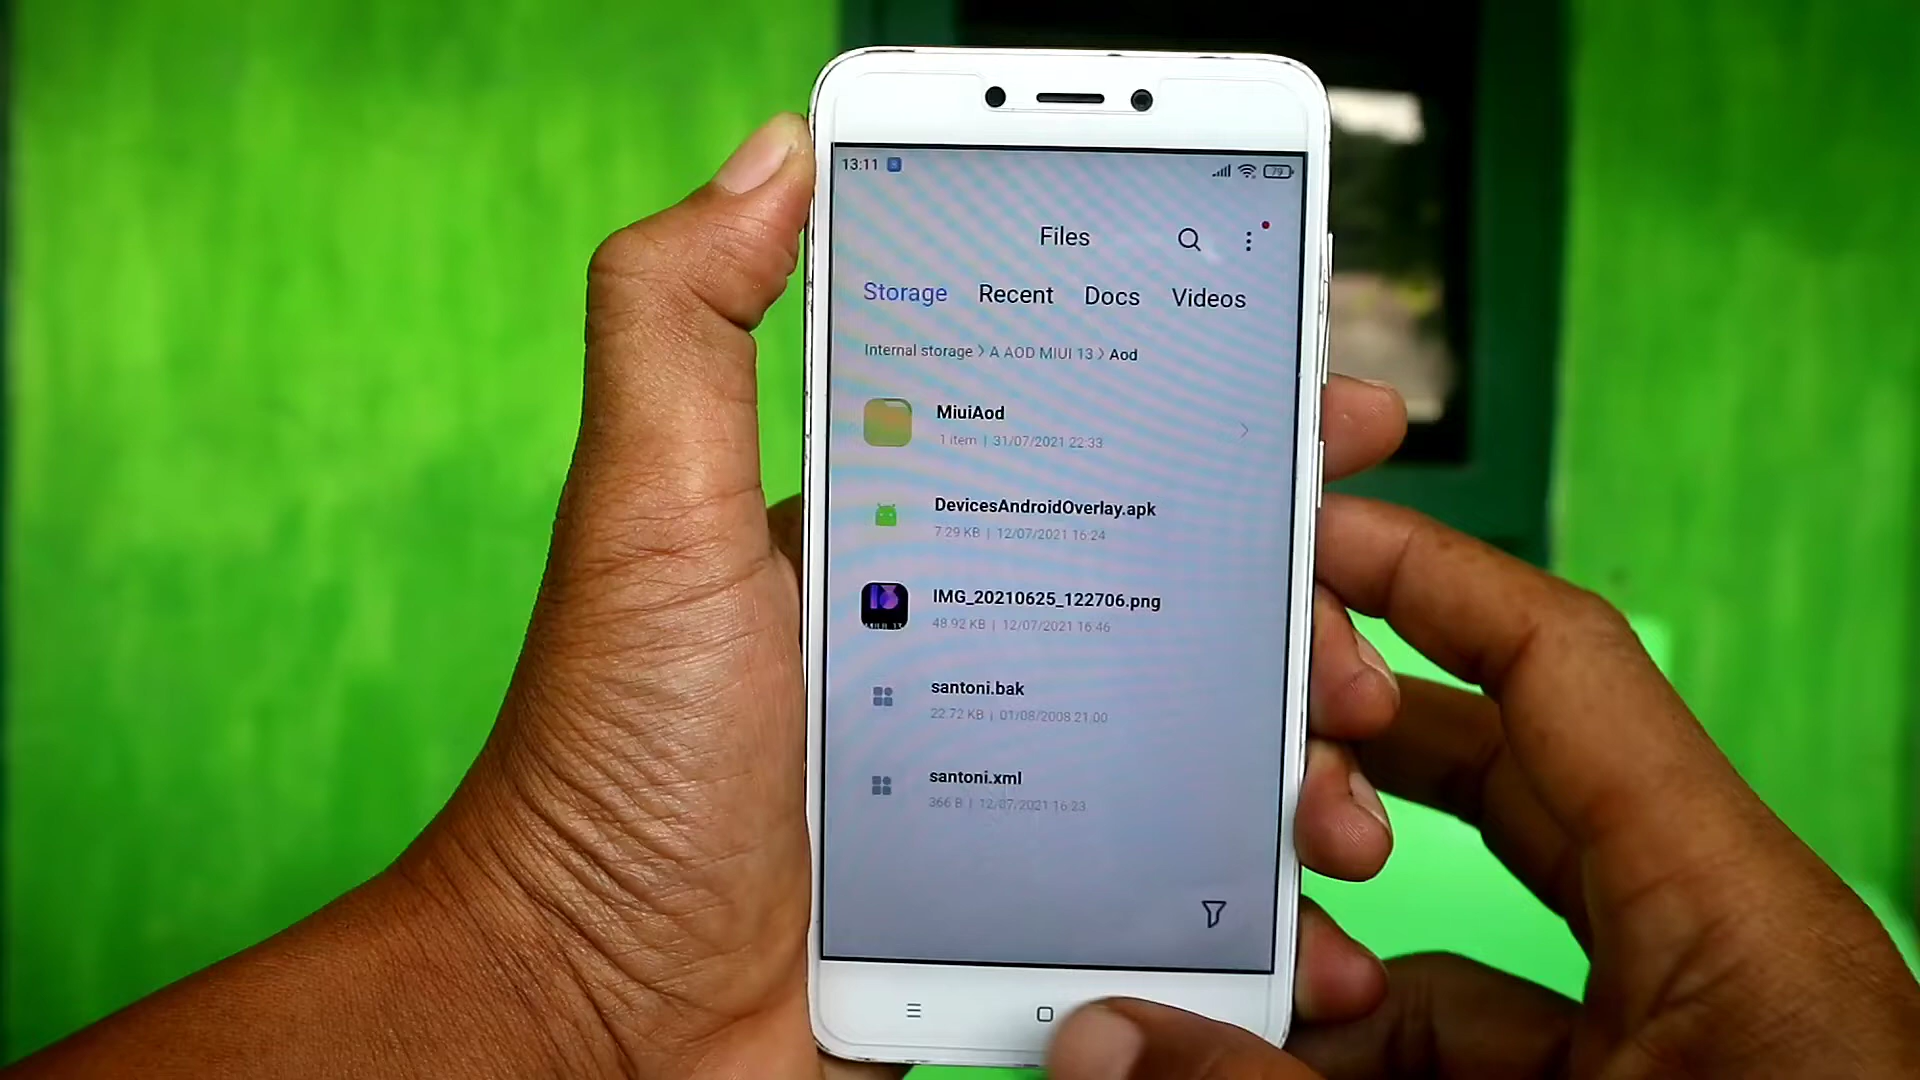 13:11
79
Files
Storage Recent Docs Videos
Internal storage > A AOD MIUI 13 > Aod
MiuiAod
1 item | 31/07/2021 22:33
DevicesAndroidOverlay.apk
7.29 KB | 12/07/2021 16:24
IMG_20210625_122706.png
48.92 KB | 12/07/2021 16:46
santoni.bak
22.72 KB | 01/08/2008 21:00
santoni.xml
366 B | 12/07/2021 16:23